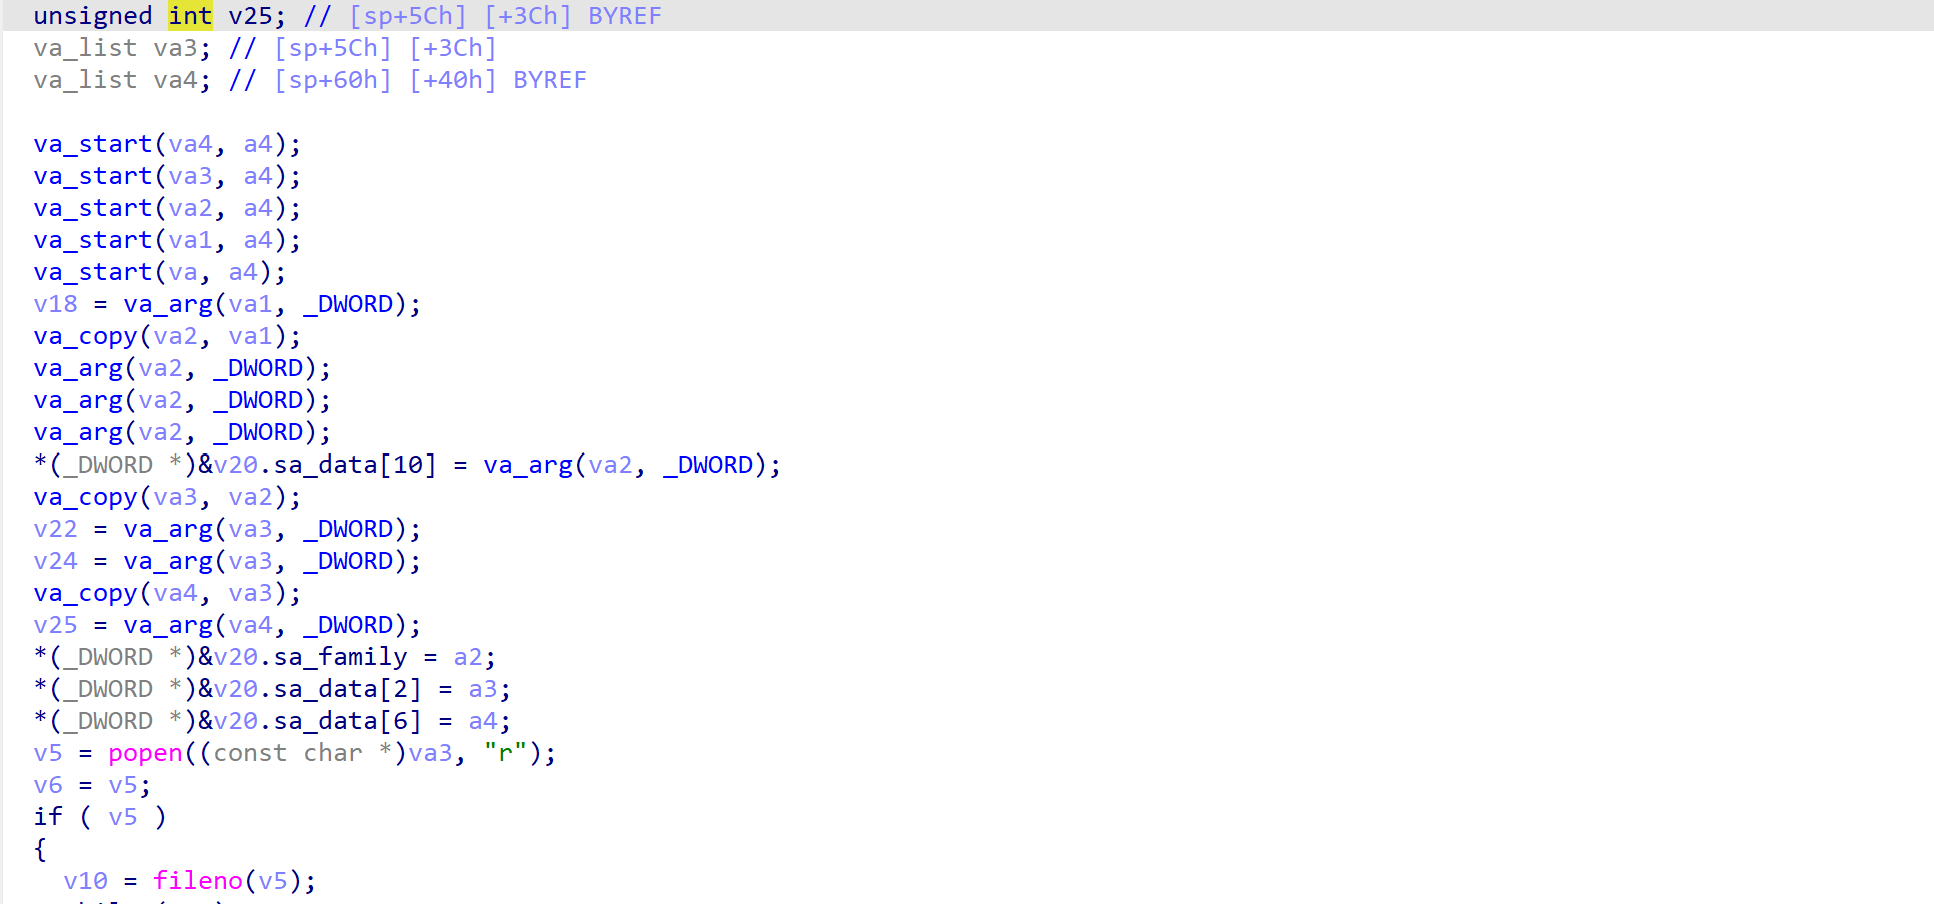 unsigned int v25; // [sp+5Ch] [+3Ch] BYREF
va_list va3; // [sp+5Ch] [+3Ch]
va_list va4; // [sp+60h] [+40h] BYREF
va_start(va4, a4);
va_start(va3, a4);
va_start(va2, a4);
va_start(va1, a4);
va_start(va, a4);
v18 = va_arg(va1, _DWORD);
va_copy(va2, va1);
va_arg(va2, _DWORD);
va_arg(va2, _DWORD);
va_arg(va2, _DWORD);
*(_DWORD *)&v20.sa_data[10] = va_arg(va2, _DWORD);
va_copy(va3, va2);
v22 = va_arg(va3, _DWORD);
v24 = va_arg(va3, _DWORD);
va_copy(va4, va3);
v25 = va_arg(va4, _DWORD);
*(_DWORD *)&v20.sa_family = a2;
*(_DWORD *)&v20.sa_data[2] = a3;
*(_DWORD *)&v20.sa_data[6] = a4;
v5 = popen((const char *)va3, "r");
v6 = v5;
if ( v5 )
{
v10 = fileno(v5);